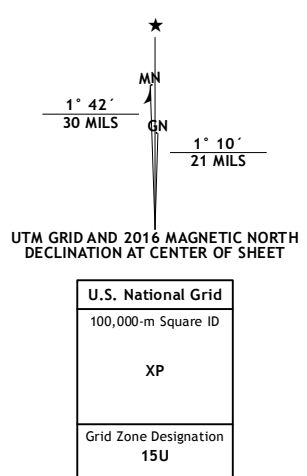 ★
MN
1° 42´
30 MILS
GN
1° 10´
21 MILS
UTM GRID AND 2016 MAGNETIC NORTH
DECLINATION AT CENTER OF SHEET
U.S. National Grid
100,000-m Square ID
XP
Grid Zone Designation
15U